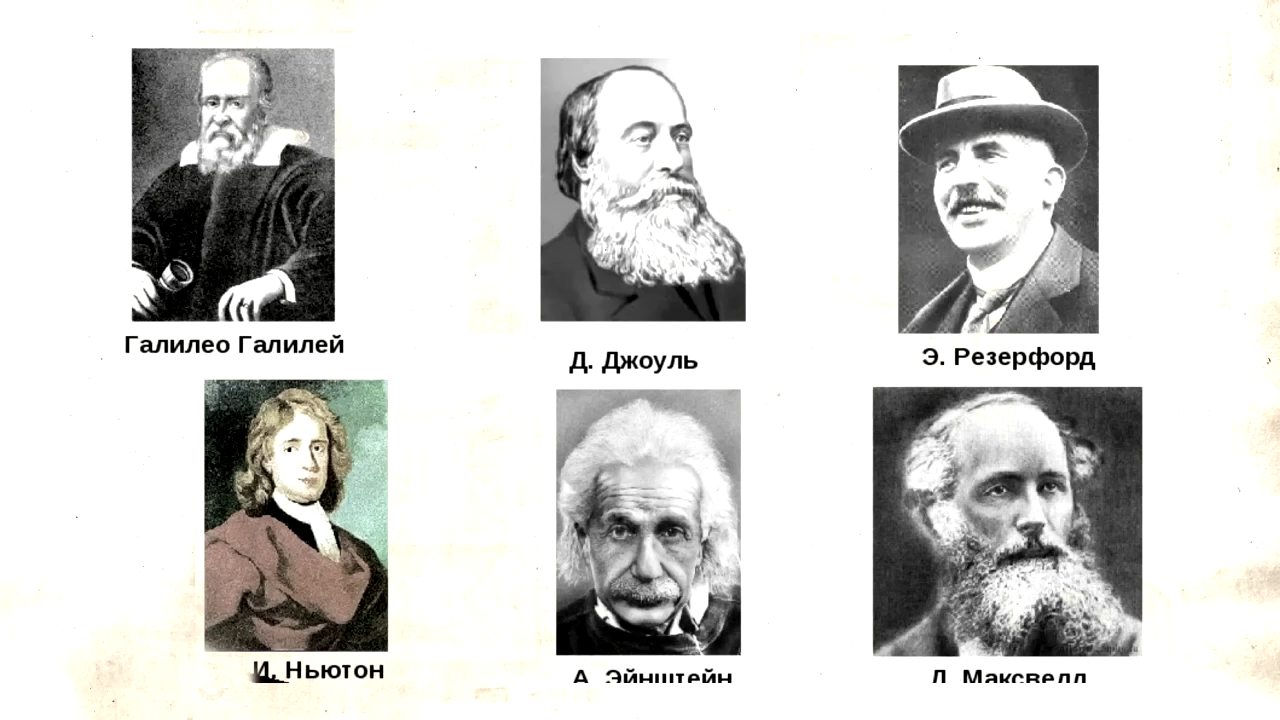 Галилео Галилей
Д. Джоуль
Э. Резерфорд
И. Ньютон
А. Эйнштейн
Д. Максвелл